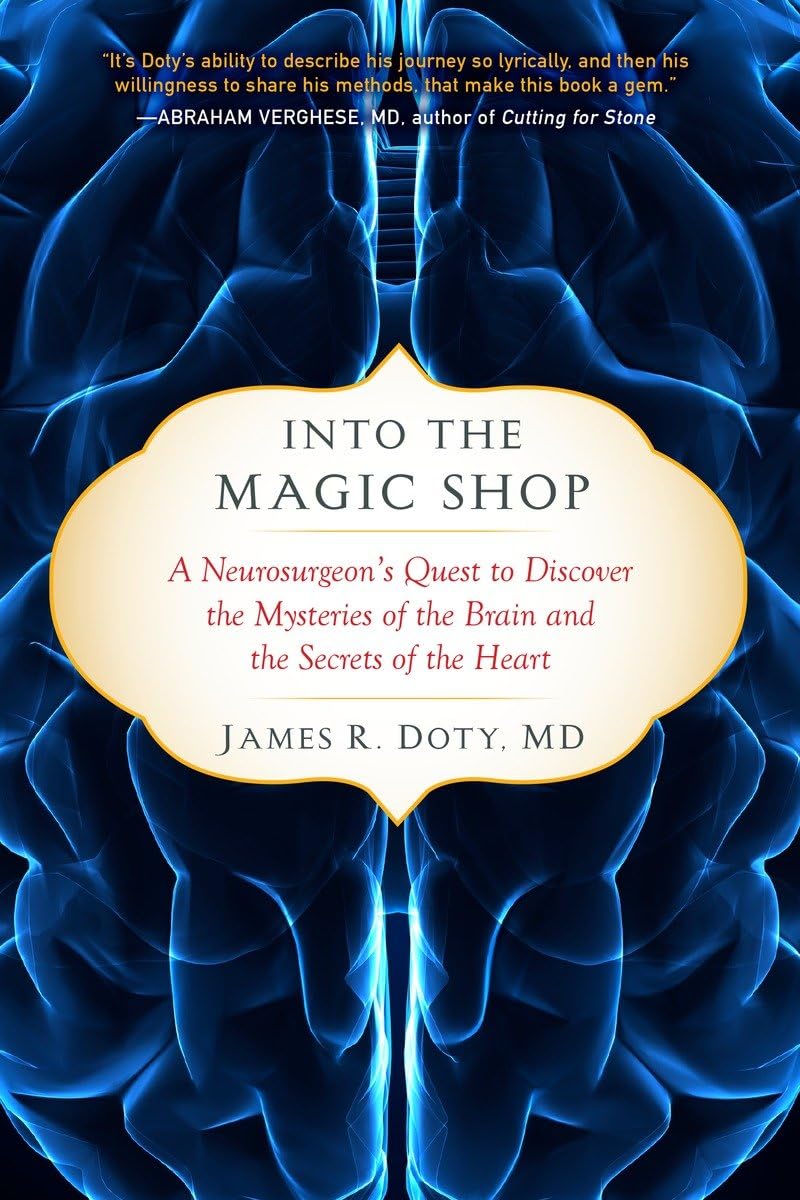 “It’s Doty’s ability to describe his journey so lyrically, and then his
willingness to share his methods, that make this book a gem.”
—ABRAHAM VERGHESE, MD, author of Cutting for Stone
INTO THE
MAGIC SHOP
A Neurosurgeon’s Quest to Discover
the Mysteries of the Brain and
the Secrets of the Heart
JAMES R. DOTY, MD